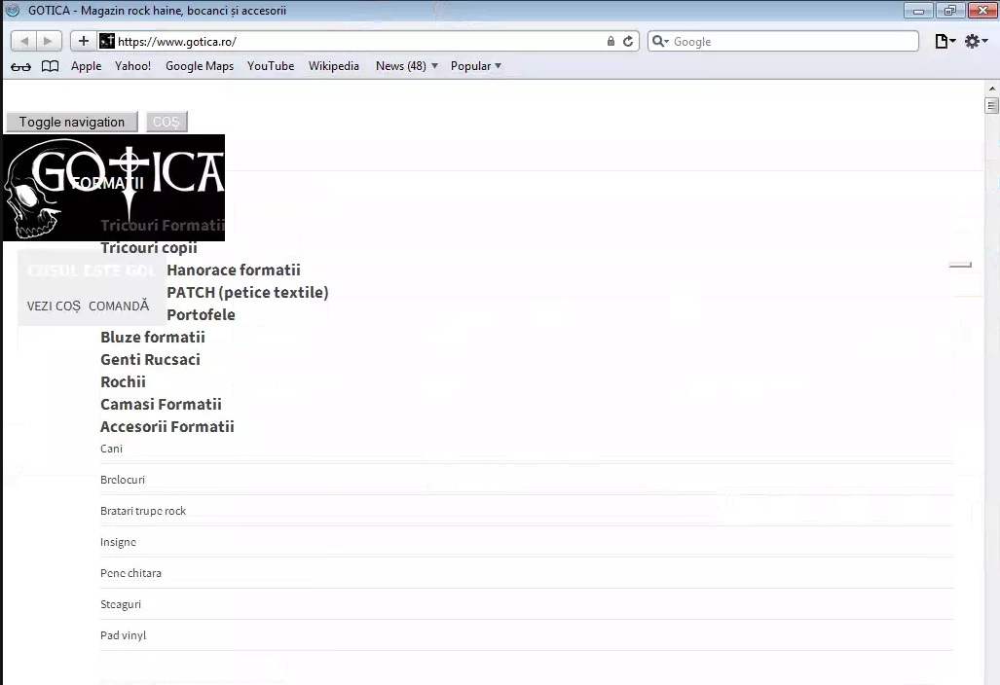 GOTICA - Magazin rock haine, bocanci și accesorii
https://www.gotica.ro/
Google
Apple Yahoo! Google Maps YouTube Wikipedia News (48) Popular
Toggle navigation COȘ
GOTICA
FORMATII
Tricouri Formatii
Tricouri copii
COSUL ESTE GOL
Hanorace formatii
PATCH (petice textile)
VEZI COȘ COMANDĂ
Portofele
Bluze formatii
Genti Rucsaci
Rochii
Camasi Formatii
Accesorii Formatii
Cani
Brelocuri
Bratari trupe rock
Insigne
Pene chitara
Steaguri
Pad vinyl